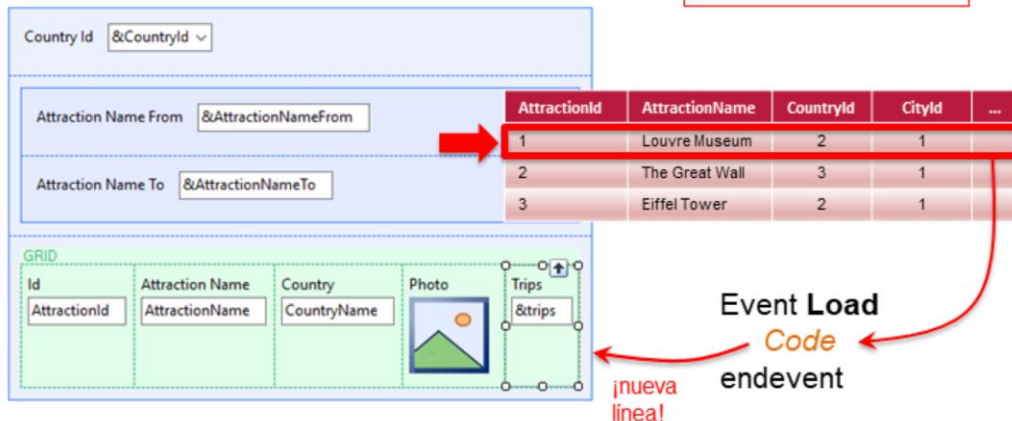 Country Id &CountryId
Attraction Name From &AttractionNameFrom
Attraction Name To &AttractionNameTo
AttractionId AttractionName CountryId CityId ...
1 Louvre Museum 2 1
2 The Great Wall 3 1
3 Eiffel Tower 2 1
GRID
Id Attraction Name Country Photo Trips
AttractionId AttractionName CountryName &trips
Event Load
Code
endevent
¡nueva
línea!